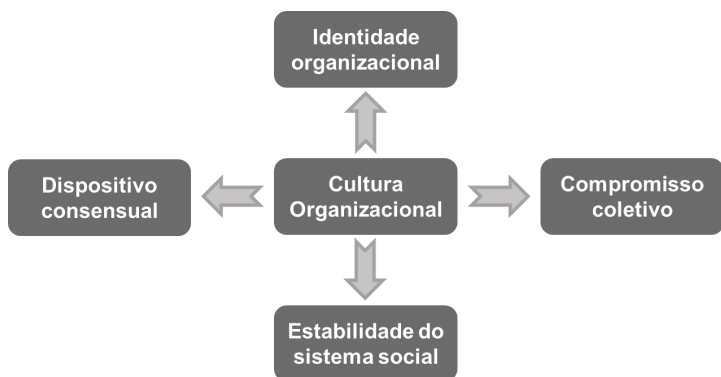 Identidade
organizacional
Dispositivo
consensual
Cultura
Organizacional
Compromisso
coletivo
Estabilidade do
sistema social